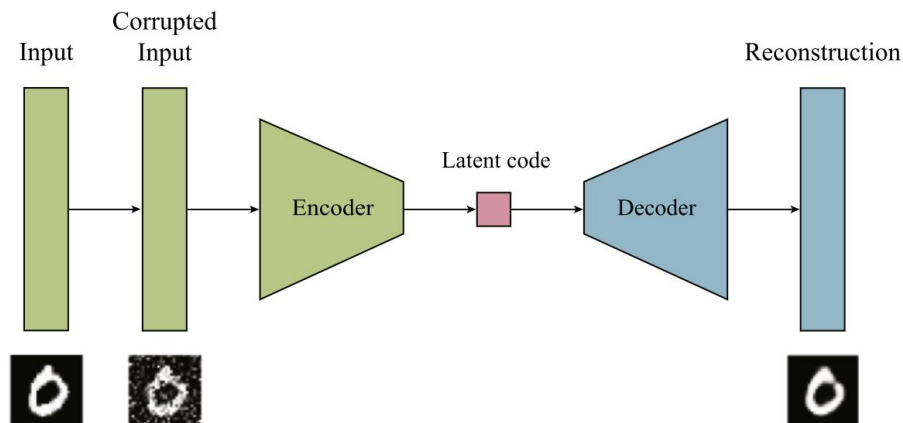 Input
Corrupted
Input
Encoder
Latent code
Decoder
Reconstruction